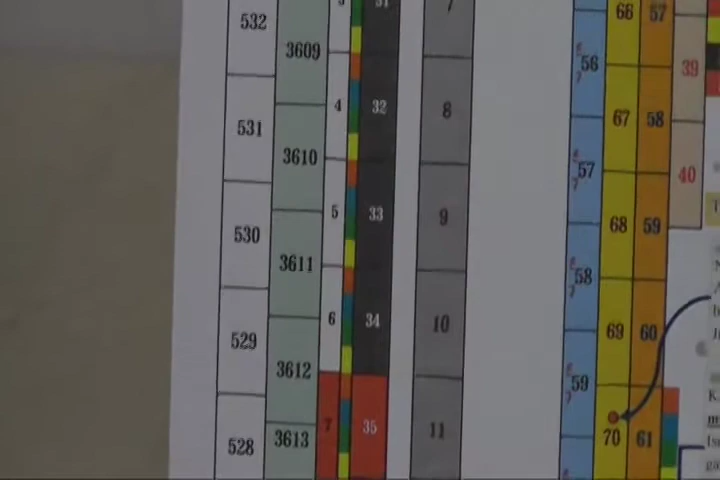 532 3609 31 7 56 66 57 39
531 3610 4 32 8 57 67 58 40
530 3611 5 33 9 58 68 59
529 3612 6 34 10 59 69 60
528 3613 7 35 11 70 61